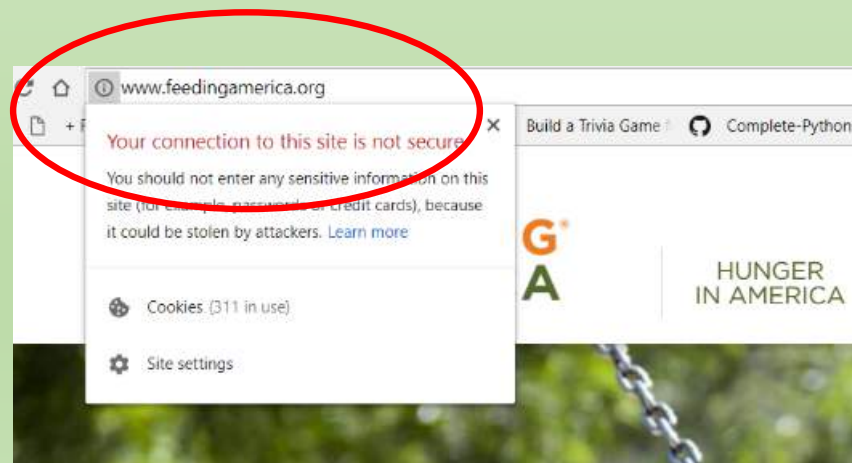 www.feedingamerica.org
Build a Trivia Game
Complete-Python
Your connection to this site is not secure
You should not enter any sensitive information on this
site (for example, passwords or credit cards), because
it could be stolen by attackers. Learn more
Cookies (311 in use)
Site settings
G®
A
HUNGER
IN AMERICA